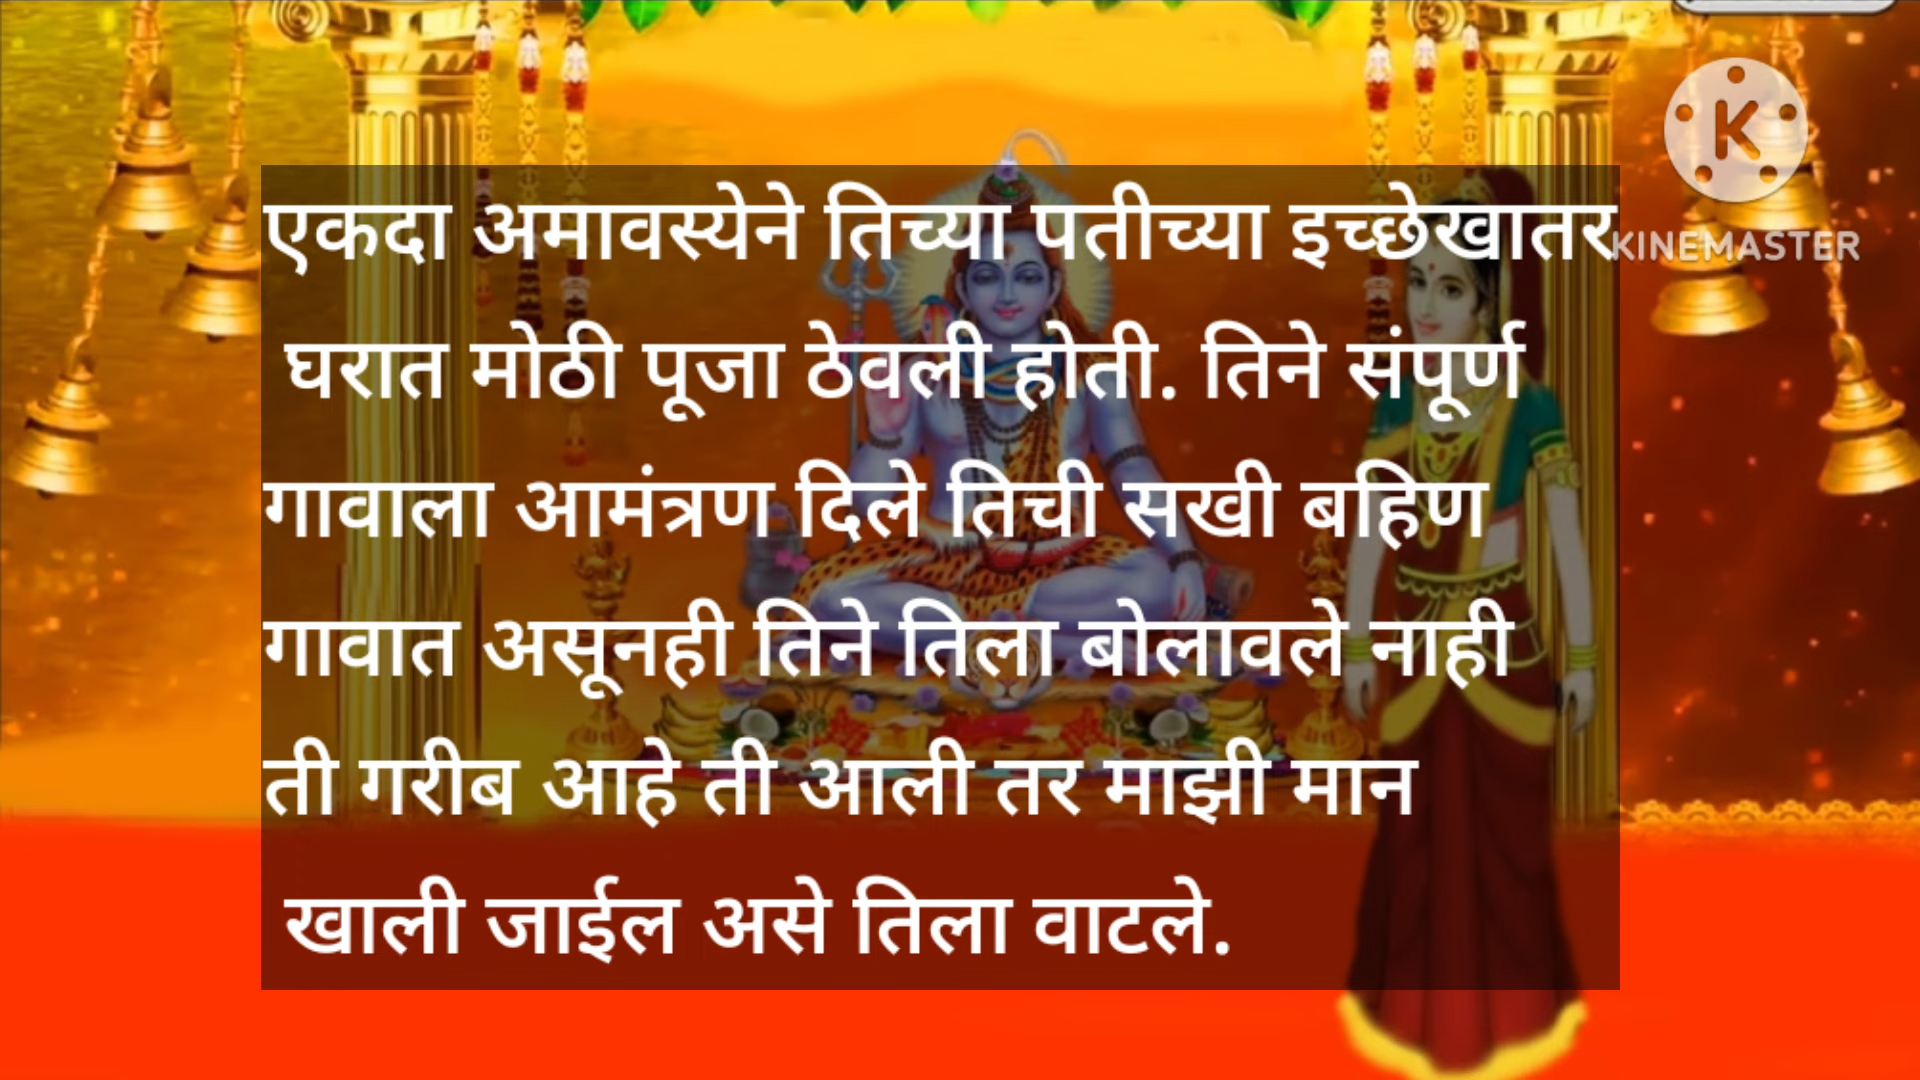 एकदा अमावस्येने तिच्या पतीच्या इच्छेखातर
घरात मोठी पूजा ठेवली होती. तिने संपूर्ण
गावाला आमंत्रण दिले तिची सखी बहिण
गावात असूनही तिने तिला बोलावले नाही
ती गरीब आहे ती आली तर माझी मान
खाली जाईल असे तिला वाटले.
K
KINEMASTER